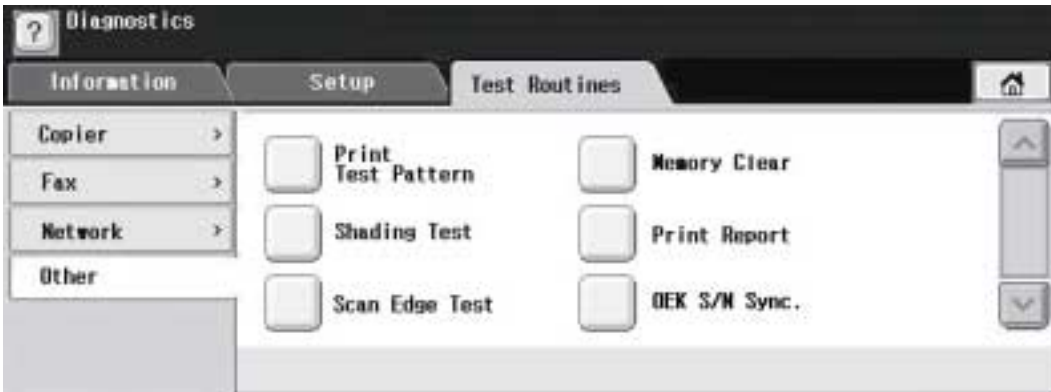 ?
Diagnostics
Information
Setup
Test Routines
Copier
Fax
Network
Other
Print
Test Pattern
Memory Clear
Shading Test
Print Report
Scan Edge Test
OEK S/N Sync.